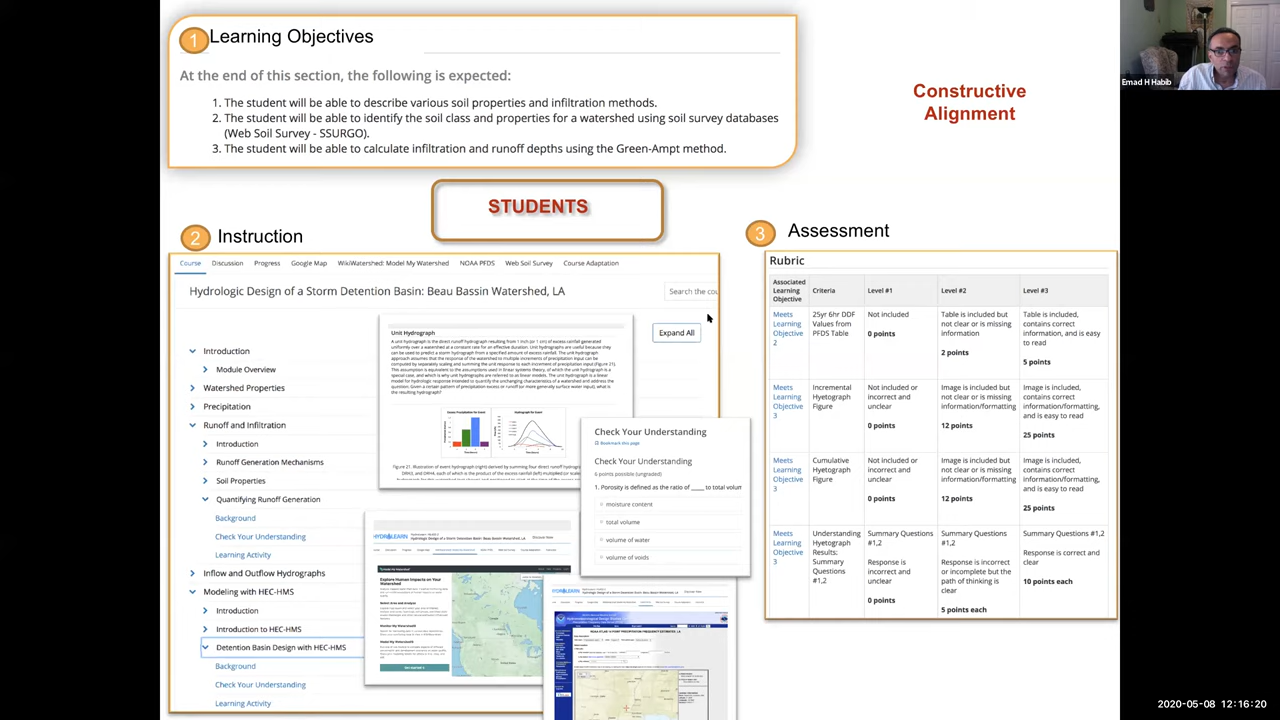 1 Learning Objectives
At the end of this section, the following is expected:
1. The student will be able to describe various soil properties and infiltration methods.
2. The student will be able to identify the soil class and properties for a watershed using soil survey databases
(Web Soil Survey - SSURGO).
3. The student will be able to calculate infiltration and runoff depths using the Green-Ampt method.
Constructive
Alignment
Emad H Habib
STUDENTS
2 Instruction
Course Discussion Progress Google Map WikiWatershed: Model My Watershed NOAA PFDS Web Soil Survey Course Adaptation
Hydrologic Design of a Storm Detention Basin: Beau Bassin Watershed, LA
Search the cou
Expand All
Introduction
Module Overview
Watershed Properties
Precipitation
Runoff and Infiltration
Introduction
Runoff Generation Mechanisms
Soil Properties
Quantifying Runoff Generation
Background
Check Your Understanding
Learning Activity
Inflow and Outflow Hydrographs
Modeling with HEC-HMS
Introduction
Introduction to HEC-HMS
Detention Basin Design with HEC-HMS
Background
Check Your Understanding
Learning Activity
Unit Hydrograph
Check Your Understanding
Bookmark this page
Check Your Understanding
6 points possible (ungraded)
1. Porosity is defined as the ratio of ____ to total volum
moisture content
total volume
volume of water
volume of voids
Explore Human Impacts on Your
Watershed
3 Assessment
Rubric
Associated
Learning
Objective
Criteria
Level #1
Level #2
Level #3
Meets
Learning
Objective
2
25yr 6hr DDF
Values from
PFDS Table
Not included
0 points
Table is included but
not clear or is missing
information
2 points
Table is included,
contains correct
information, and is easy
to read
5 points
Meets
Learning
Objective
3
Incremental
Hyetograph
Figure
Not included or
incorrect and
unclear
0 points
Image is included but
not clear or is missing
information/formatting
12 points
Image is included,
contains correct
information/formatting,
and is easy to read
25 points
Meets
Learning
Objective
3
Cumulative
Hyetograph
Figure
Not included or
incorrect and
unclear
0 points
Image is included but
not clear or is missing
information/formatting
12 points
Image is included,
contains correct
information/formatting,
and is easy to read
25 points
Meets
Learning
Objective
3
Understanding
Hyetograph
Results:
Summary
Questions
#1,2
Summary Questions
#1,2
Response is
incorrect and
unclear
0 points
Summary Questions
#1,2
Response is incorrect
or incomplete but the
path of thinking is
clear
5 points each
Summary Questions #1,2
Response is correct and
clear
10 points each
2020-05-08 12:16:20